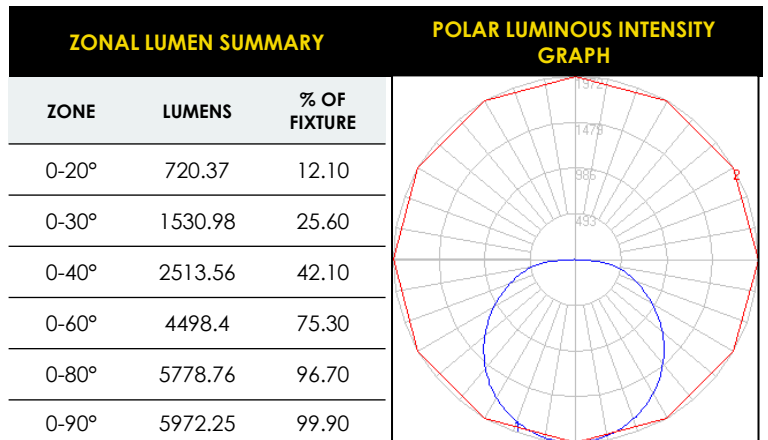 ZONAL LUMEN SUMMARY
POLAR LUMINOUS INTENSITY
GRAPH
ZONE LUMENS % OF FIXTURE
0-20° 720.37 12.10
0-30° 1530.98 25.60
0-40° 2513.56 42.10
0-60° 4498.4 75.30
0-80° 5778.76 96.70
0-90° 5972.25 99.90
1972
1479
986
493
2
1